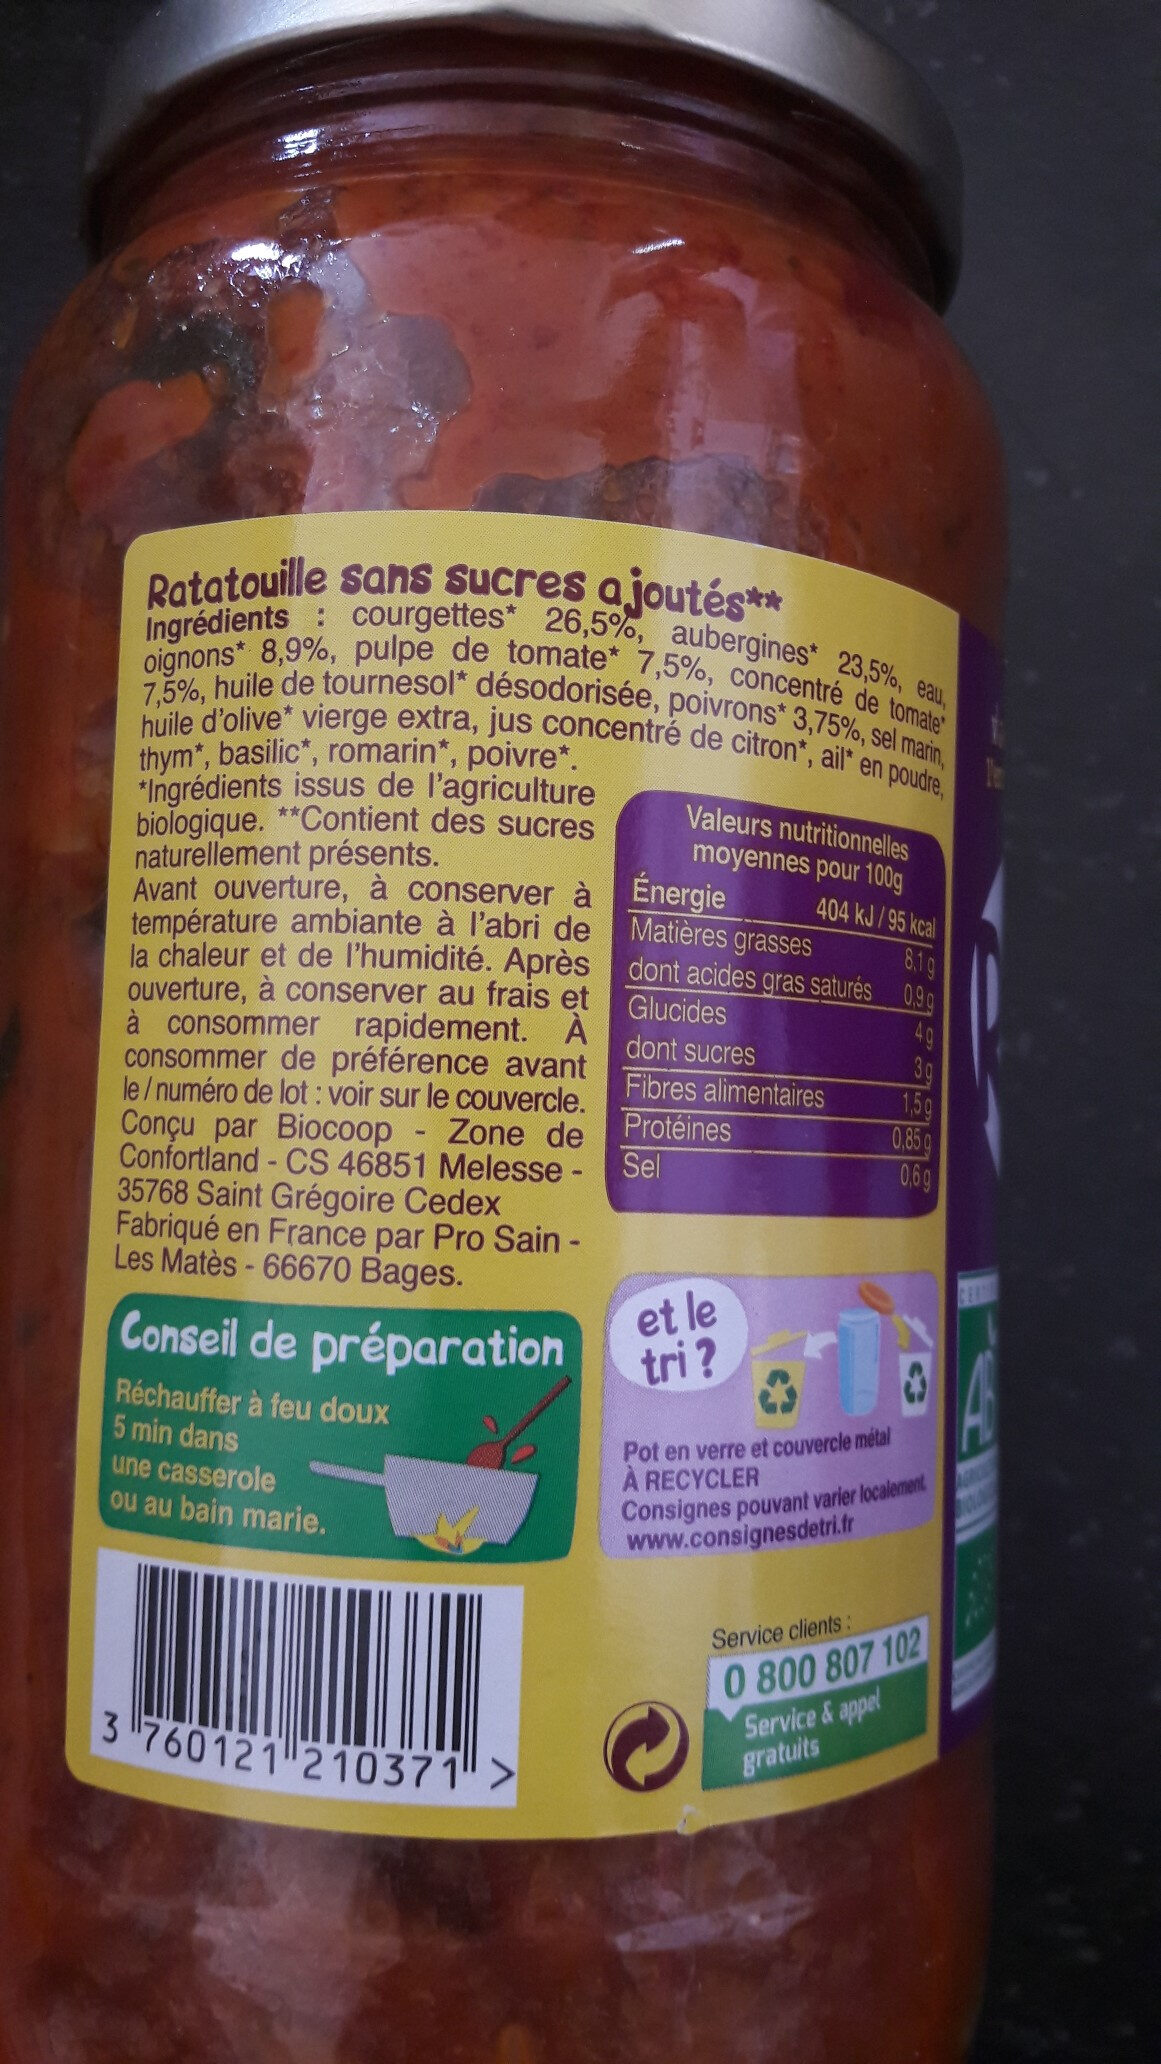 Ratatouille sans sucres ajoutés**
Ingrédients : courgettes* 26,5%, aubergines* 23,5%, eau,
oignons* 8,9%, pulpe de tomate* 7,5%, concentré de tomate*
7,5%, huile de tournesol* désodorisée, poivrons* 3,75%, sel marin,
huile d'olive* vierge extra, jus concentré de citron*, ail* en poudre,
thym*, basilic*, romarin*, poivre*.
*Ingrédients issus de l'agriculture
biologique. **Contient des sucres
naturellement présents.
Avant ouverture, à conserver à
température ambiante à l'abri de
la chaleur et de l'humidité. Après
ouverture, à conserver au frais et
à consommer rapidement. À
consommer de préférence avant
le / numéro de lot : voir sur le couvercle.
Conçu par Biocoop - Zone de
Confortland - CS 46851 Melesse -
35768 Saint Grégoire Cedex
Fabriqué en France par Pro Sain -
Les Matès - 66670 Bages.
Valeurs nutritionnelles
moyennes pour 100g
Énergie 404 kJ / 95 kcal
Matières grasses 8,1 g
dont acides gras saturés 0,9 g
Glucides 4 g
dont sucres 3 g
Fibres alimentaires 1,5 g
Protéines 0,85 g
Sel 0,6 g
Conseil de préparation
Réchauffer à feu doux
5 min dans
une casserole
ou au bain marie.
et le
tri ?
Pot en verre et couvercle métal
À RECYCLER
Consignes pouvant varier localement.
www.consignesdetri.fr
3 760121 210371 >
Service clients :
0 800 807 102
Service & appel
gratuits
AB